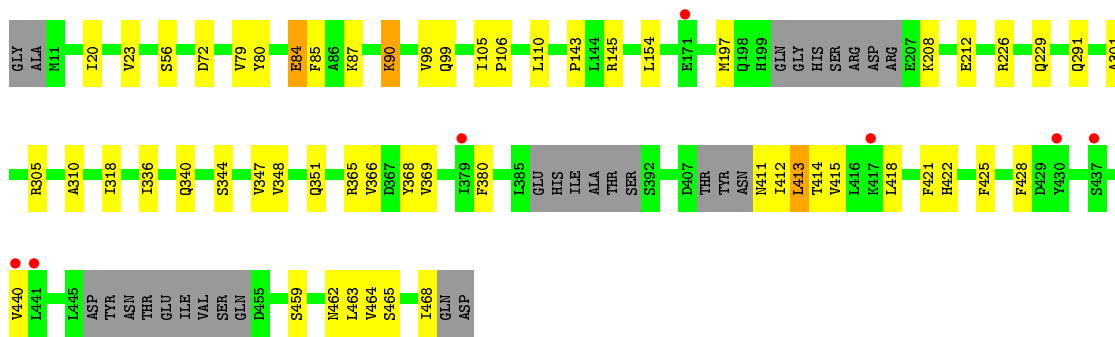 GLY ALA M11 I20 V23 S56 D72 V79 Y80 E84 F85 A86 K87 K90 V98 Q99 I105 P106 L110 P143 L144 R145 L154 E171 M197 Q198 H199 GLN GLY HIS SER ARG ASP ARG E207 K208 E212 R226 Q229 Q291 A301
R305 A310 I318 I336 Q340 S344 V347 V348 Q351 R365 V366 D367 Y368 V369 I379 F380 L385 GLU HIS ILE ALA THR SER S392 D407 THR TYR ASN N411 I412 L413 T414 V415 L416 K417 L418 F421 H422 F425 F428 D429 Y430 S437
V440 L441 L445 ASP TYR ASN THR GLU ILE VAL SER GLN D455 S459 N462 L463 V464 S465 I468 GLN ASP